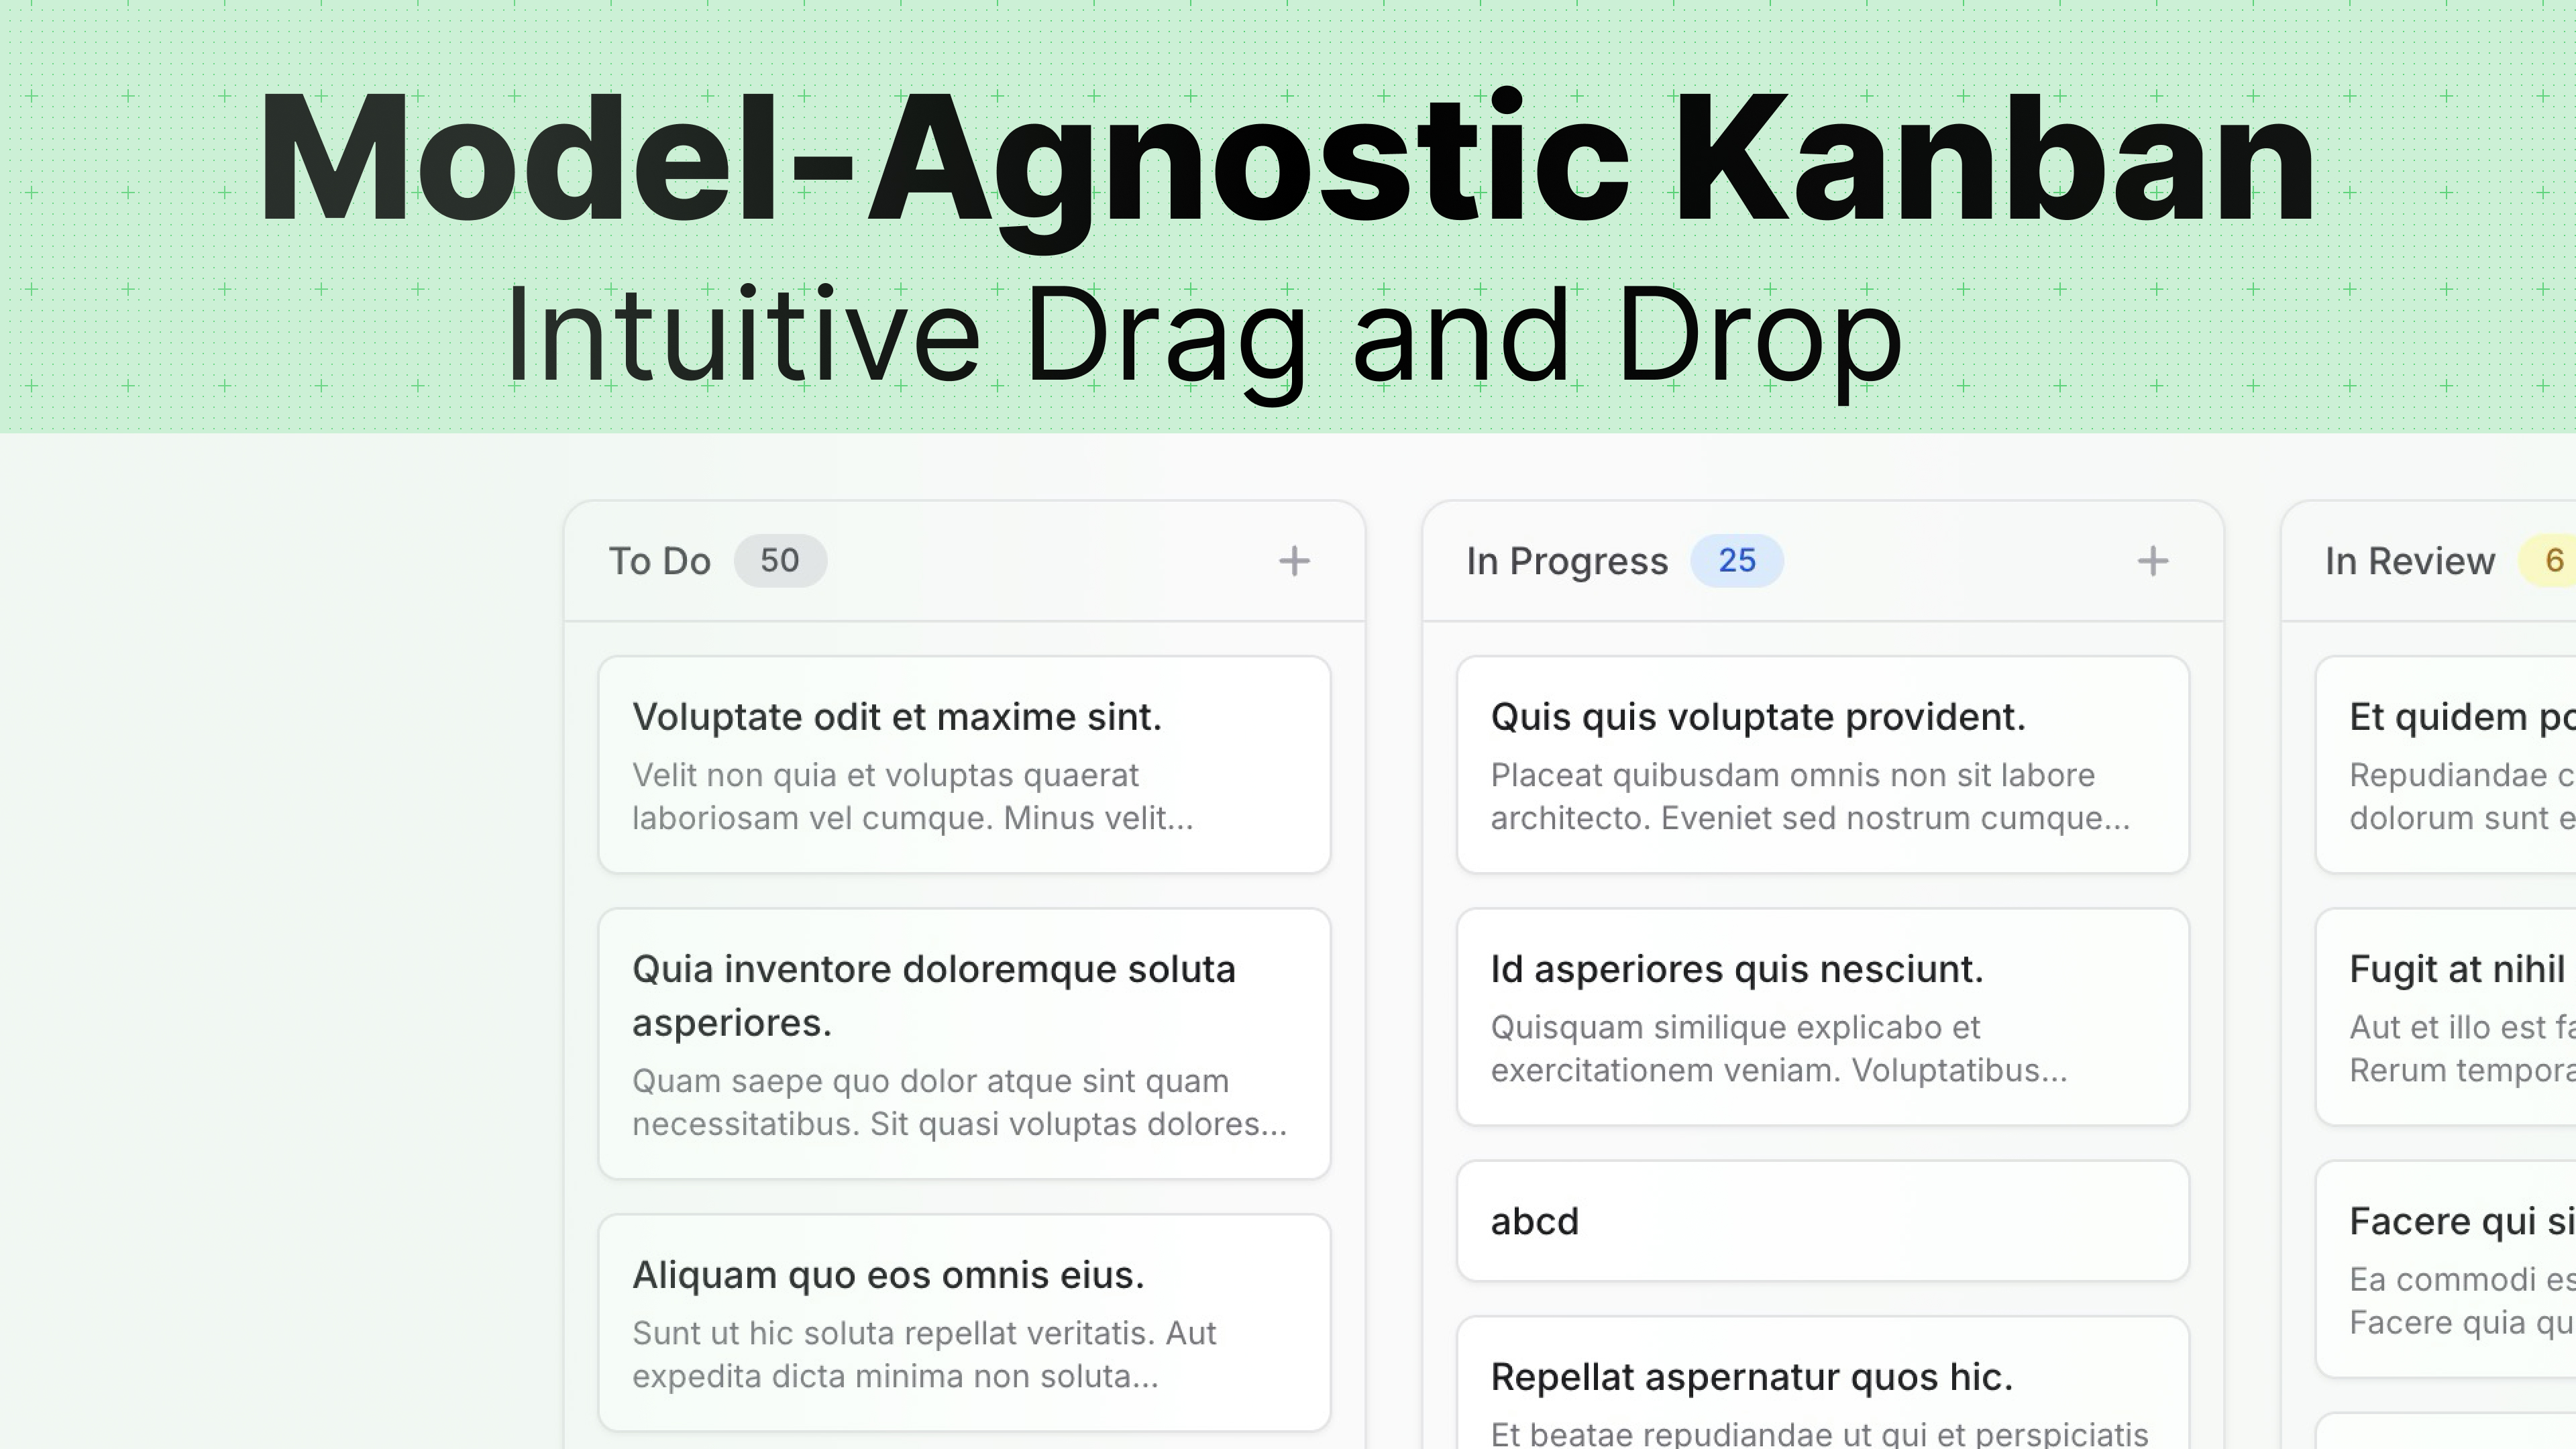 Model-Agnostic Kanban
Intuitive Drag and Drop
To Do 50
Voluptate odit et maxime sint.
Velit non quia et voluptas quaerat
laboriosam vel cumque. Minus velit...
Quia inventore doloremque soluta
asperiores.
Quam saepe quo dolor atque sint quam
necessitatibus. Sit quasi voluptas dolores...
Aliquam quo eos omnis eius.
Sunt ut hic soluta repellat veritatis. Aut
expedita dicta minima non soluta...
In Progress 25
Quis quis voluptate provident.
Placeat quibusdam omnis non sit labore
architecto. Eveniet sed nostrum cumque...
Id asperiores quis nesciunt.
Quisquam similique explicabo et
exercitationem veniam. Voluptatibus...
abcd
Repellat aspernatur quos hic.
Et beatae repudiandae ut qui et perspiciatis
In Review 6
Et quidem
Repudiandae
dolorum sunt
Fugit at nihil
Aut et illo est
Rerum
Facere qui
Ea commodi
Facere quia